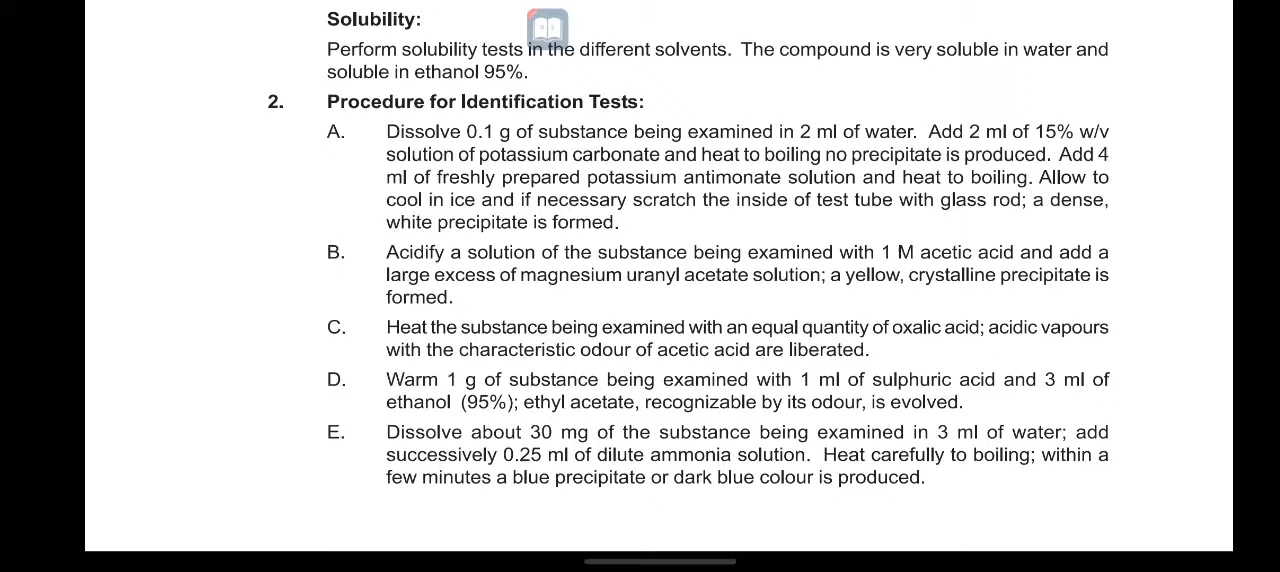 Solubility:
Perform solubility tests in the different solvents. The compound is very soluble in water and
soluble in ethanol 95%.
2. Procedure for Identification Tests:
A. Dissolve 0.1 g of substance being examined in 2 ml of water. Add 2 ml of 15% w/v
solution of potassium carbonate and heat to boiling no precipitate is produced. Add 4
ml of freshly prepared potassium antimonate solution and heat to boiling. Allow to
cool in ice and if necessary scratch the inside of test tube with glass rod; a dense,
white precipitate is formed.
B. Acidify a solution of the substance being examined with 1 M acetic acid and add a
large excess of magnesium uranyl acetate solution; a yellow, crystalline precipitate is
formed.
C. Heat the substance being examined with an equal quantity of oxalic acid; acidic vapours
with the characteristic odour of acetic acid are liberated.
D. Warm 1 g of substance being examined with 1 ml of sulphuric acid and 3 ml of
ethanol (95%); ethyl acetate, recognizable by its odour, is evolved.
E. Dissolve about 30 mg of the substance being examined in 3 ml of water; add
successively 0.25 ml of dilute ammonia solution. Heat carefully to boiling; within a
few minutes a blue precipitate or dark blue colour is produced.